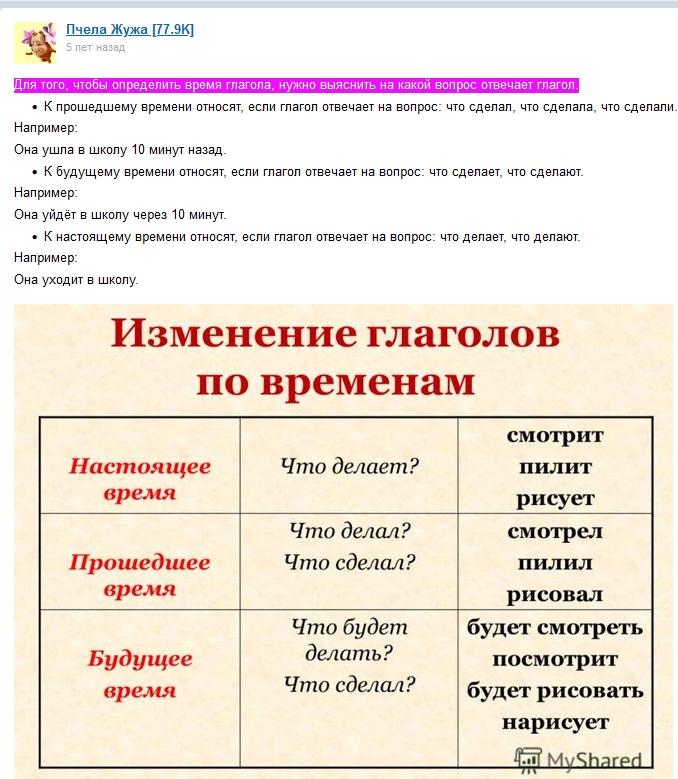 Пчела Жужа [77.9K]
5 лет назад
Для того, чтобы определить время глагола, нужно выяснить на какой вопрос отвечает глагол.
• К прошедшему времени относят, если глагол отвечает на вопрос: что сделал, что сделала, что сделали.
Например:
Она ушла в школу 10 минут назад.
• К будущему времени относят, если глагол отвечает на вопрос: что сделает, что сделают.
Например:
Она уйдёт в школу через 10 минут.
• К настоящему времени относят, если глагол отвечает на вопрос: что делает, что делают.
Например:
Она уходит в школу.
Изменение глаголов
по временам
Настоящее
время
Что делает?
смотрит
пилит
рисует
Прошедшее
время
Что делал?
Что сделал?
смотрел
пилил
рисовал
Будущее
время
Что будет
делать?
Что сделал?
будет смотреть
посмотрит
будет рисовать
нарисует
MyShared